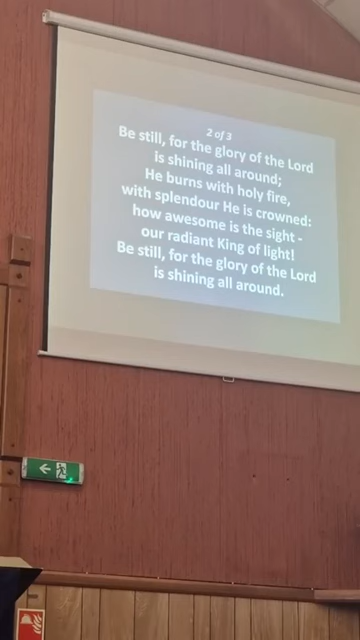 2 of 3
Be still, for the glory of the Lord
is shining all around;
He burns with holy fire,
with splendour He is crowned:
how awesome is the sight -
our radiant King of light!
Be still, for the glory of the Lord
is shining all around.